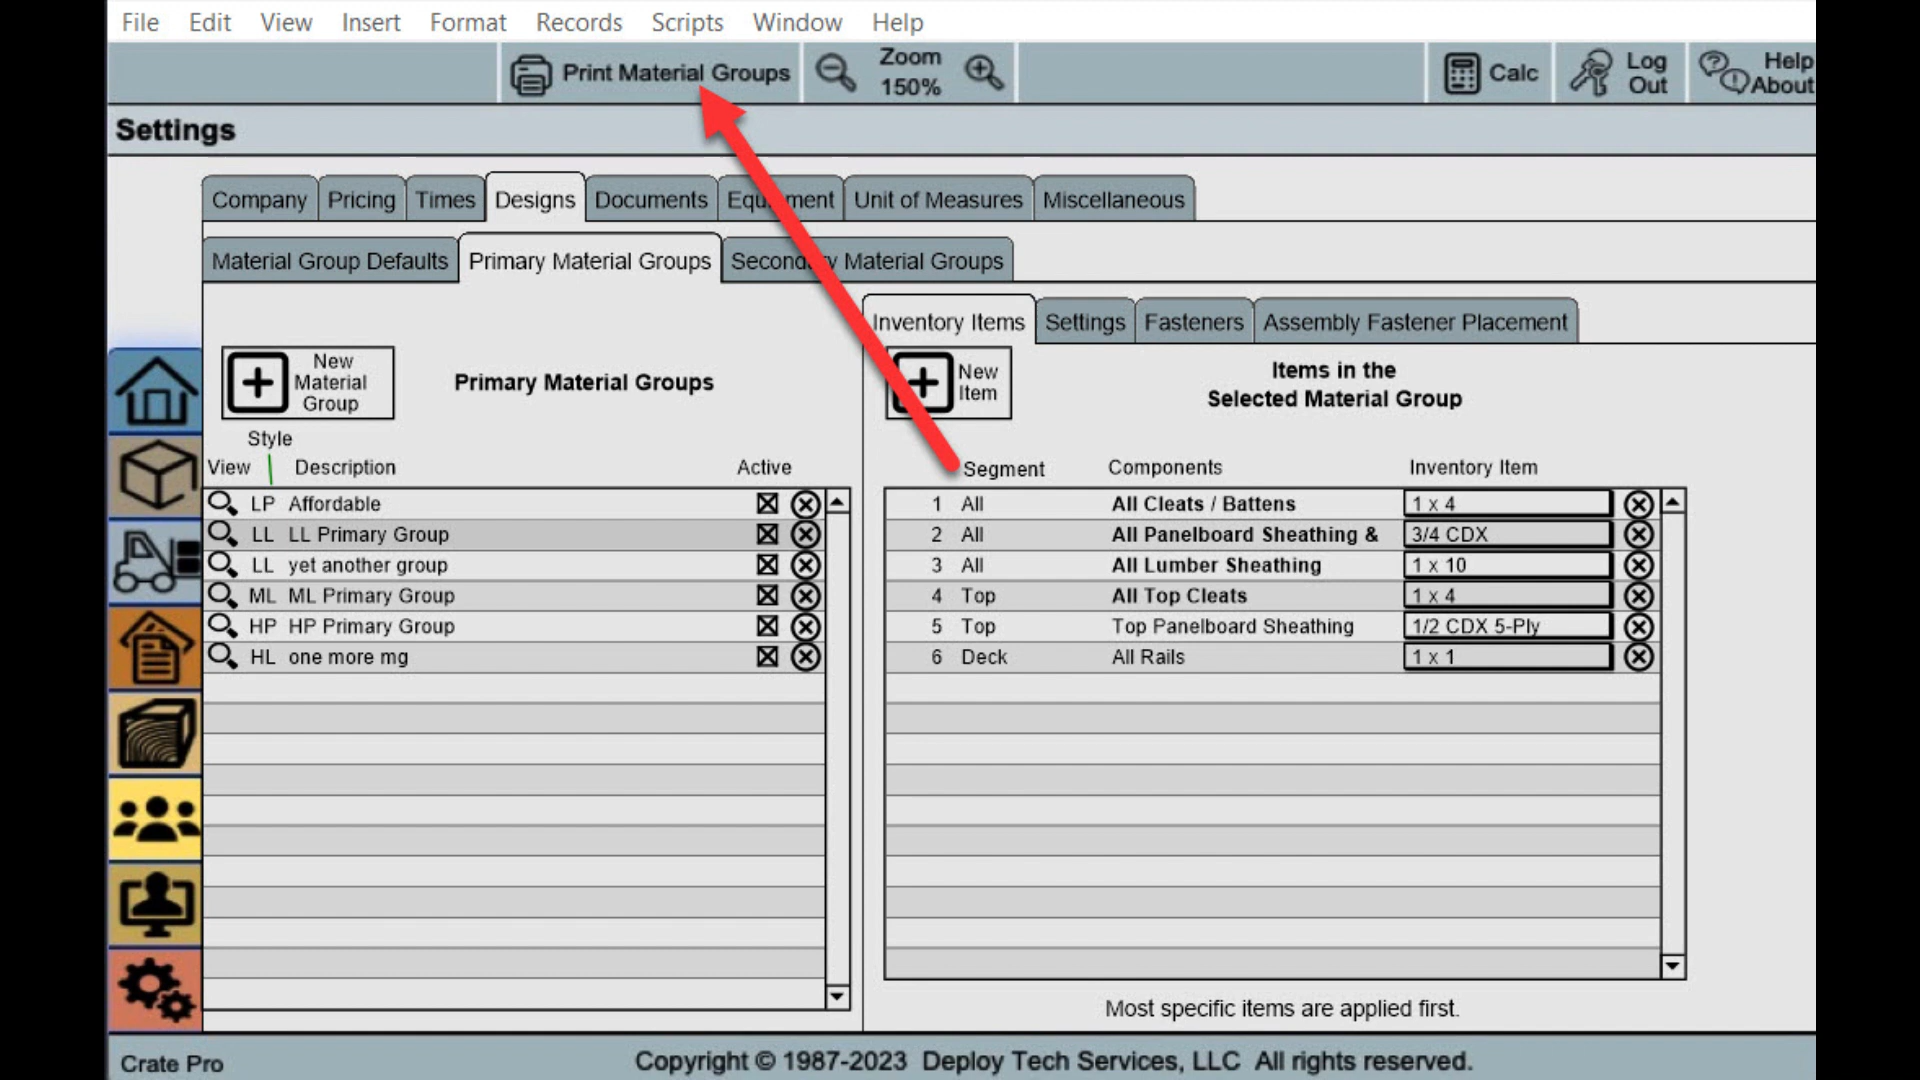 File Edit View Insert Format Records Scripts Window Help
Print Material Groups
Zoom
150%
Calc
Log
Out
Help
About
Settings
Company Pricing Times Designs Documents Equipment Unit of Measures Miscellaneous
Material Group Defaults Primary Material Groups Secondary Material Groups
Inventory Items Settings Fasteners Assembly Fastener Placement
New
Material
Group
Primary Material Groups
New
Item
Items in the
Selected Material Group
Style
View Description Active
LP Affordable
LL LL Primary Group
LL yet another group
ML ML Primary Group
HP HP Primary Group
HL one more mg
Segment Components Inventory Item
1 All All Cleats / Battens 1 x 4
2 All All Panelboard Sheathing & 3/4 CDX
3 All All Lumber Sheathing 1 x 10
4 Top All Top Cleats 1 x 4
5 Top Top Panelboard Sheathing 1/2 CDX 5-Ply
6 Deck All Rails 1 x 1
Most specific items are applied first.
Crate Pro
Copyright © 1987-2023 Deploy Tech Services, LLC All rights reserved.